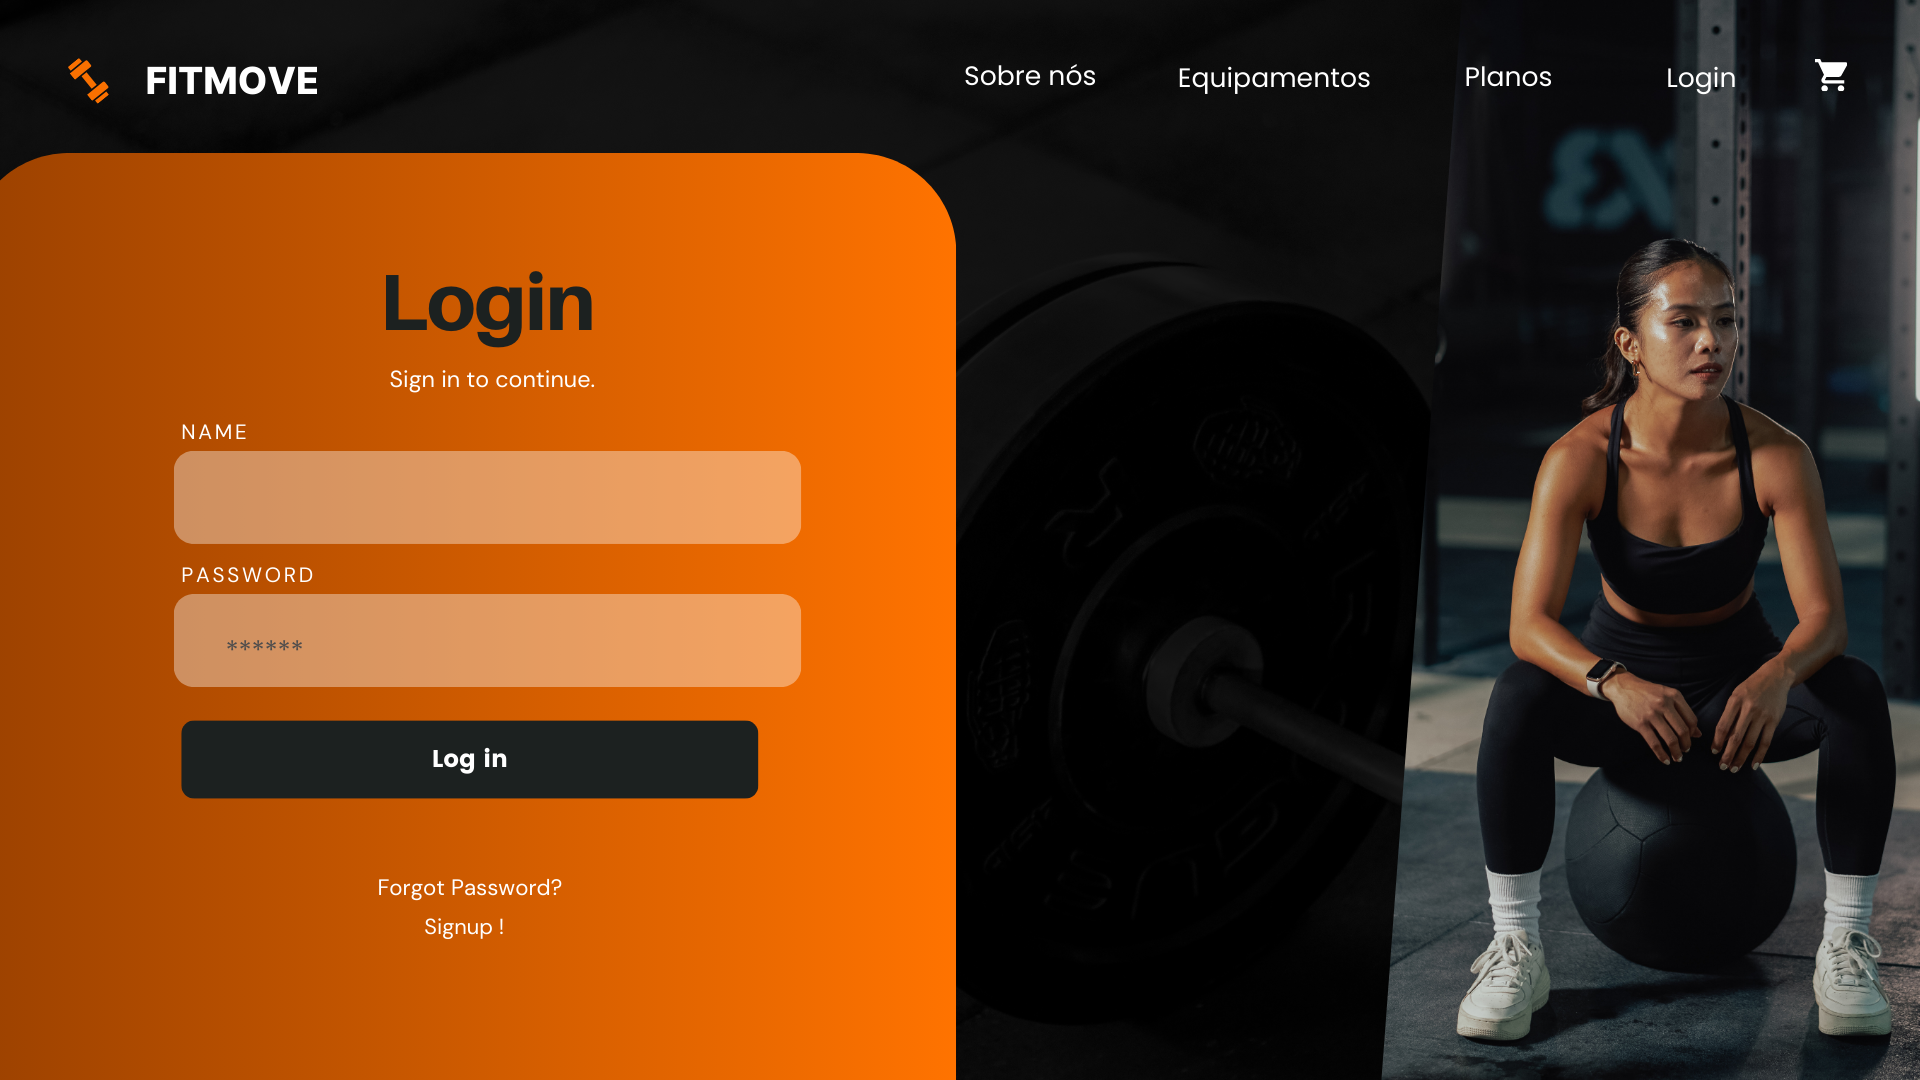 FITMOVE
Sobre nós
Equipamentos
Planos
Login
Login
Sign in to continue.
NAME
PASSWORD
******
Log in
Forgot Password?
Signup !